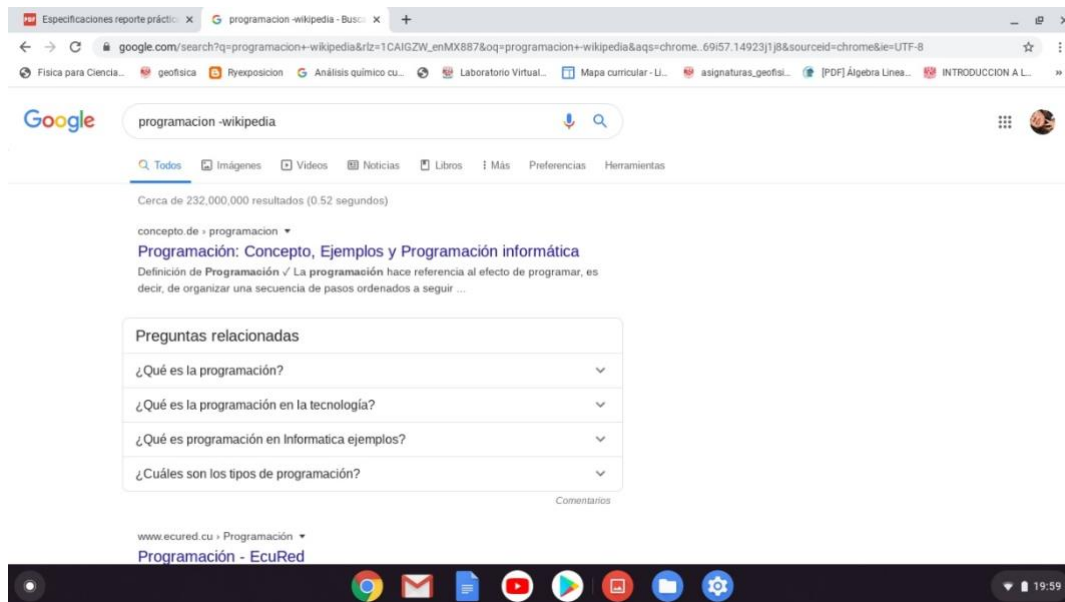 PDF Especificaciones reporte práctic
programacion -wikipedia - Busc
google.com/search?q=programacion+-wikipedia&rlz=1CAIGZW_enMX887&oq=programacion+-wikipedia&aqs=chrome..69i57.14923j1j8&sourceid=chrome&ie=UTF-8
Fisica para Ciencia... geofisica Ryexposicion Análisis químico cu... Laboratorio Virtual... Mapa curricular - Li... asignaturas_geofisi... [PDF] Álgebra Linea... INTRODUCCION A L...
Google
programacion -wikipedia
Todos Imágenes Videos Noticias Libros Más Preferencias Herramientas
Cerca de 232,000,000 resultados (0.52 segundos)
concepto.de › programacion
Programación: Concepto, Ejemplos y Programación informática
Definición de Programación ✓ La programación hace referencia al efecto de programar, es
decir, de organizar una secuencia de pasos ordenados a seguir ...
Preguntas relacionadas
¿Qué es la programación?
¿Qué es la programación en la tecnología?
¿Qué es programación en Informatica ejemplos?
¿Cuáles son los tipos de programación?
Comentarios
www.ecured.cu › Programación
Programación - EcuRed
19:59